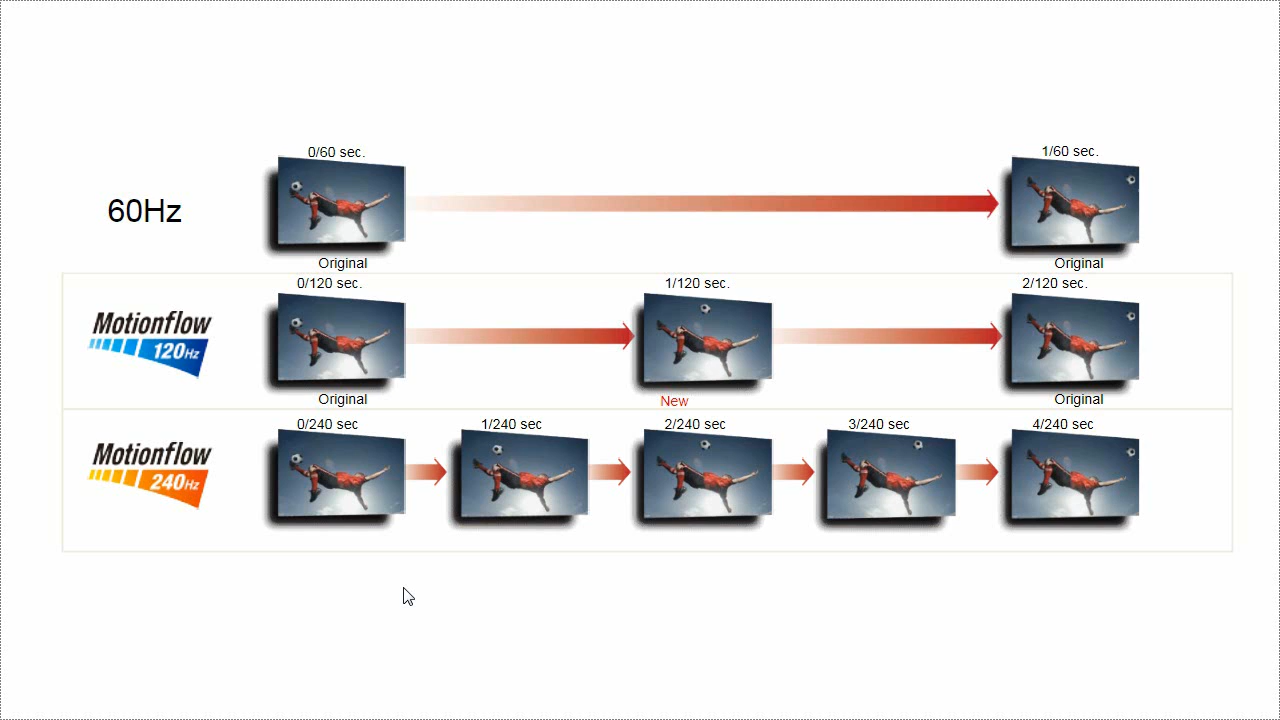 0/60 sec.
1/60 sec.
60Hz
Original
Original
0/120 sec.
1/120 sec.
2/120 sec.
Motionflow
120Hz
Original
New
Original
0/240 sec
1/240 sec
2/240 sec
3/240 sec
4/240 sec
Motionflow
240Hz